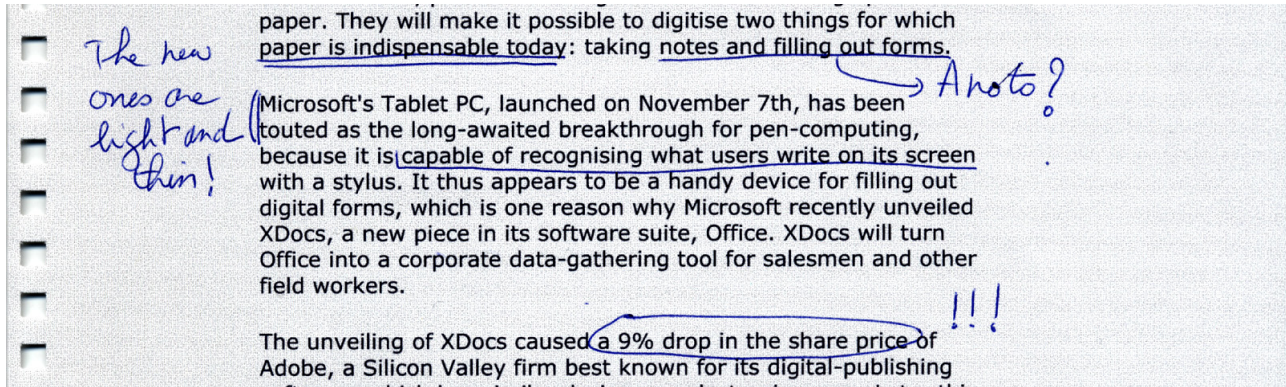 paper. They will make it possible to digitise two things for which
paper is indispensable today: taking notes and filling out forms.
The new
ones are
light and
thin!
Anoto?
Microsoft's Tablet PC, launched on November 7th, has been
touted as the long-awaited breakthrough for pen-computing,
because it is capable of recognising what users write on its screen
with a stylus. It thus appears to be a handy device for filling out
digital forms, which is one reason why Microsoft recently unveiled
XDocs, a new piece in its software suite, Office. XDocs will turn
Office into a corporate data-gathering tool for salesmen and other
field workers.
!!!
The unveiling of XDocs caused a 9% drop in the share price of
Adobe, a Silicon Valley firm best known for its digital-publishing